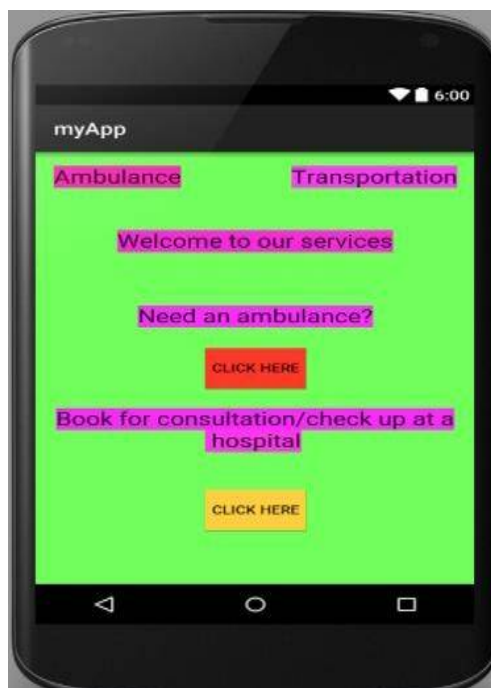 6:00
myApp
Ambulance Transportation
Welcome to our services
Need an ambulance?
CLICK HERE
Book for consultation/check up at a
hospital
CLICK HERE